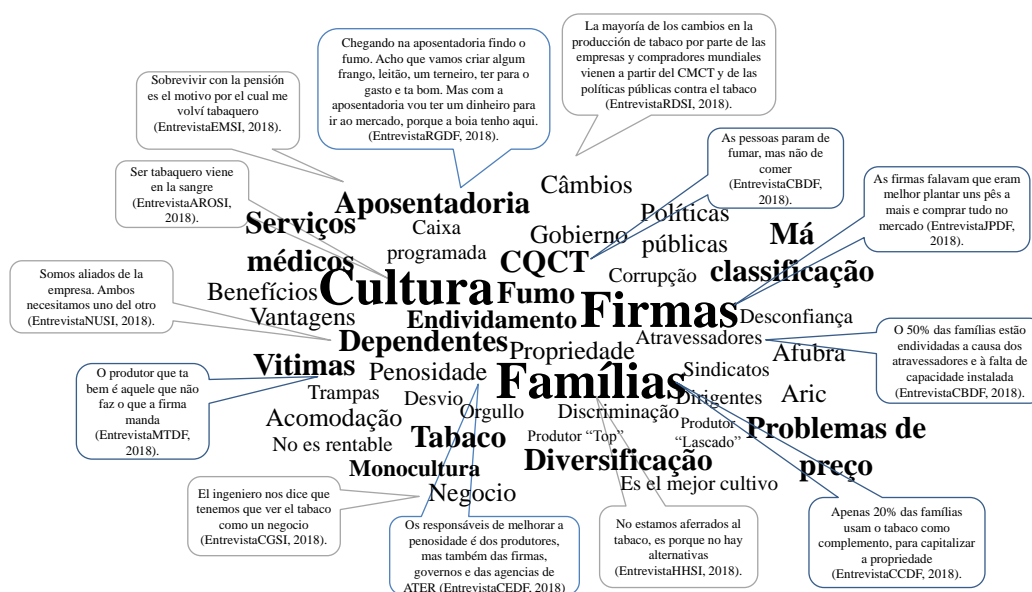 La mayoría de los cambios en la
producción de tabaco por parte de las
empresas y compradores mundiales
vienen a partir del CMCT y de las
políticas públicas contra el tabaco
(EntrevistaRDSI, 2018).
Chegando na aposentadoria findo o
fumo. Acho que vamos criar algum
frango, leitão, um terneiro, ter para o
gasto e ta bom. Mas com a
aposentadoria vou ter um dinheiro para
ir ao mercado, porque a boia tenho aqui.
(EntrevistaRGDF, 2018).
Sobrevivir con la pensión
es el motivo por el cual me
volví tabaquero
(EntrevistaEMSI, 2018).
As pessoas param de
fumar, mas não de
comer
(EntrevistaCBDF,
2018).
Ser tabaquero viene
en la sangre
(EntrevistaAROSI,
2018).
As firmas falavam que eram
melhor plantar uns pês a
mais e comprar tudo no
mercado (EntrevistaJPDF,
2018).
Somos aliados de la
empresa. Ambos
necesitamos uno del otro
(EntrevistaNUSI, 2018).
O 50% das famílias estão
endividadas a causa dos
atravessadores e à falta de
capacidade instalada
(EntrevistaCBDF, 2018).
O produtor que ta
bem é aquele que não
faz o que a firma
manda
(EntrevistaMTDF,
2018).
El ingeniero nos dice que
tenemos que ver el tabaco
como un negocio
(EntrevistaCGSI, 2018).
Os responsáveis de melhorar a
penosidade é dos produtores,
mas também das firmas,
governos e das agencias de
ATER (EntrevistaCEDF, 2018)
No estamos aferrados al
tabaco, es porque no hay
alternativas
(EntrevistaHHSI, 2018).
Apenas 20% das famílias
usam o tabaco como
complemento, para capitalizar
a propriedade
(EntrevistaCCDF, 2018).
Câmbios
Aposentadoria
Serviços
médicos
Caixa
programada
Gobierno
Políticas
públicas
Má
classificação
CQCT
Corrupção
Benefícios
Cultura
Fumo
Firmas
Vantagens
Endividamento
Desconfiança
Dependentes
Propriedade
Atravessadores
Afubra
Vitimas
Penosidade
Famílias
Sindicatos
Dirigentes
Aric
Trampas
Desvio
Orgullo
Discriminação
Acomodação
No es rentable
Tabaco
Produtor “Top”
Produtor
“Lascado”
Problemas de
preço
Monocultura
Diversificação
Negocio
Es el mejor cultivo